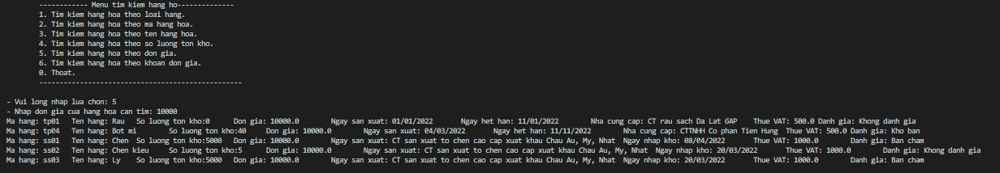 ------------ Menu tim kiem hang ho--------------
1. Tim kiem hang hoa theo loai hang.
2. Tim kiem hang hoa theo ma hang hoa.
3. Tim kiem hang hoa theo ten hang hoa.
4. Tim kiem hang hoa theo so luong ton kho.
5. Tim kiem hang hoa theo don gia.
6. Tim kiem hang hoa theo khoan don gia.
0. Thoat.
--------------------------------------------------
- Vui long nhap lua chon: 5
- Nhap don gia cua hang hoa can tim: 10000
Ma hang: tp01 Ten hang: Rau So luong ton kho:0 Don gia: 10000.0 Ngay san xuat: 01/01/2022 Ngay het han: 11/01/2022 Nha cung cap: CT rau sach Da Lat GAP Thue VAT: 500.0 Danh gia: Khong danh gia
Ma hang: tp04 Ten hang: Bot mi So luong ton kho:40 Don gia: 10000.0 Ngay san xuat: 04/03/2022 Ngay het han: 11/11/2022 Nha cung cap: CTTNHH Co phan Tien Hung Thue VAT: 500.0 Danh gia: Kho ban
Ma hang: ss01 Ten hang: Chen So luong ton kho:5000 Don gia: 10000.0 Ngay san xuat: CT san xuat to chen cao cap xuat khau Chau Au, My, Nhat Ngay nhap kho: 08/04/2022 Thue VAT: 1000.0 Danh gia: Ban cham
Ma hang: ss02 Ten hang: Chen kieu So luong ton kho:5 Don gia: 10000.0 Ngay san xuat: CT san xuat to chen cao cap xuat khau Chau Au, My, Nhat Ngay nhap kho: 20/03/2022 Thue VAT: 1000.0 Danh gia: Khong danh gia
Ma hang: ss03 Ten hang: Ly So luong ton kho:5000 Don gia: 10000.0 Ngay san xuat: CT san xuat to chen cao cap xuat khau Chau Au, My, Nhat Ngay nhap kho: 20/03/2022 Thue VAT: 1000.0 Danh gia: Ban cham